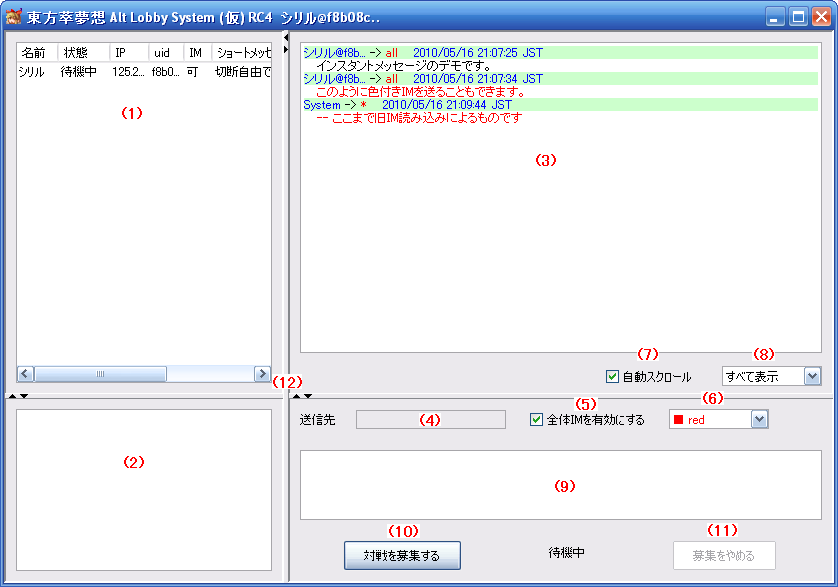 東方萃夢想 Alt Lobby System (仮) RC4 シリル@f8b08c..
名前 状態 IP uid IM ショートメッセ
シリル 待機中 125.2... f8b0... 可 切断自由で
(1)
シリル@f8b... -> all 2010/05/16 21:07:25 JST
インスタントメッセージのデモです。
シリル@f8b... -> all 2010/05/16 21:07:34 JST
このように色付きIMを送ることもできます。
System -> * 2010/05/16 21:09:44 JST
-- ここまで旧IM読み込みによるものです
(3)
(7) (8)
自動スクロール すべて表示
(12)
(5) (6)
送信先 (4) 全体IMを有効にする red
(2)
(9)
(10) (11)
対戦を募集する 待機中 募集をやめる